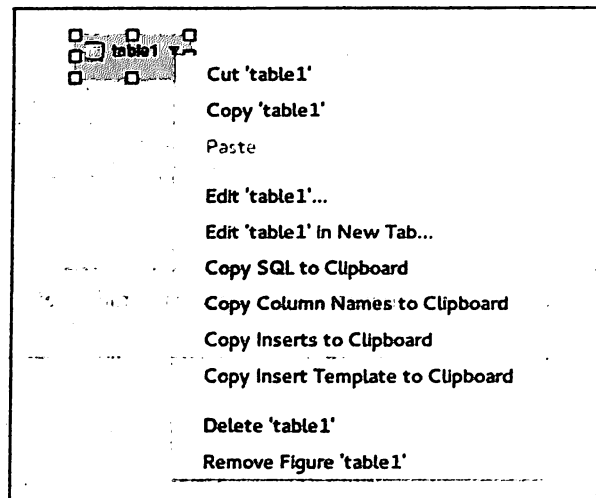 table1
Cut 'table1'
Copy 'table1'
Paste
Edit 'table1'...
Edit 'table1' in New Tab...
Copy SQL to Clipboard
Copy Column Names to Clipboard
Copy Inserts to Clipboard
Copy Insert Template to Clipboard
Delete 'table1'
Remove Figure 'table1'